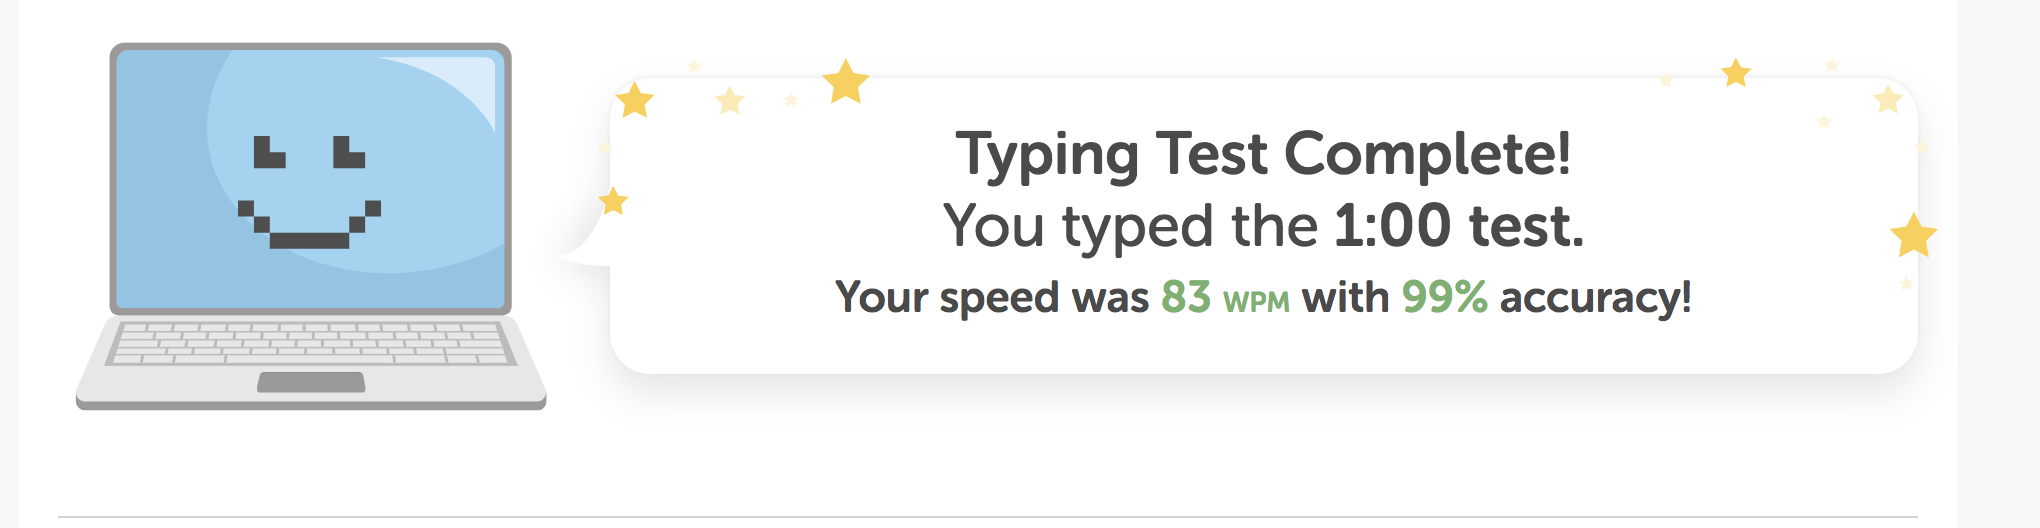 Typing Test Complete!
You typed the 1:00 test.
Your speed was 83 WPM with 99% accuracy!